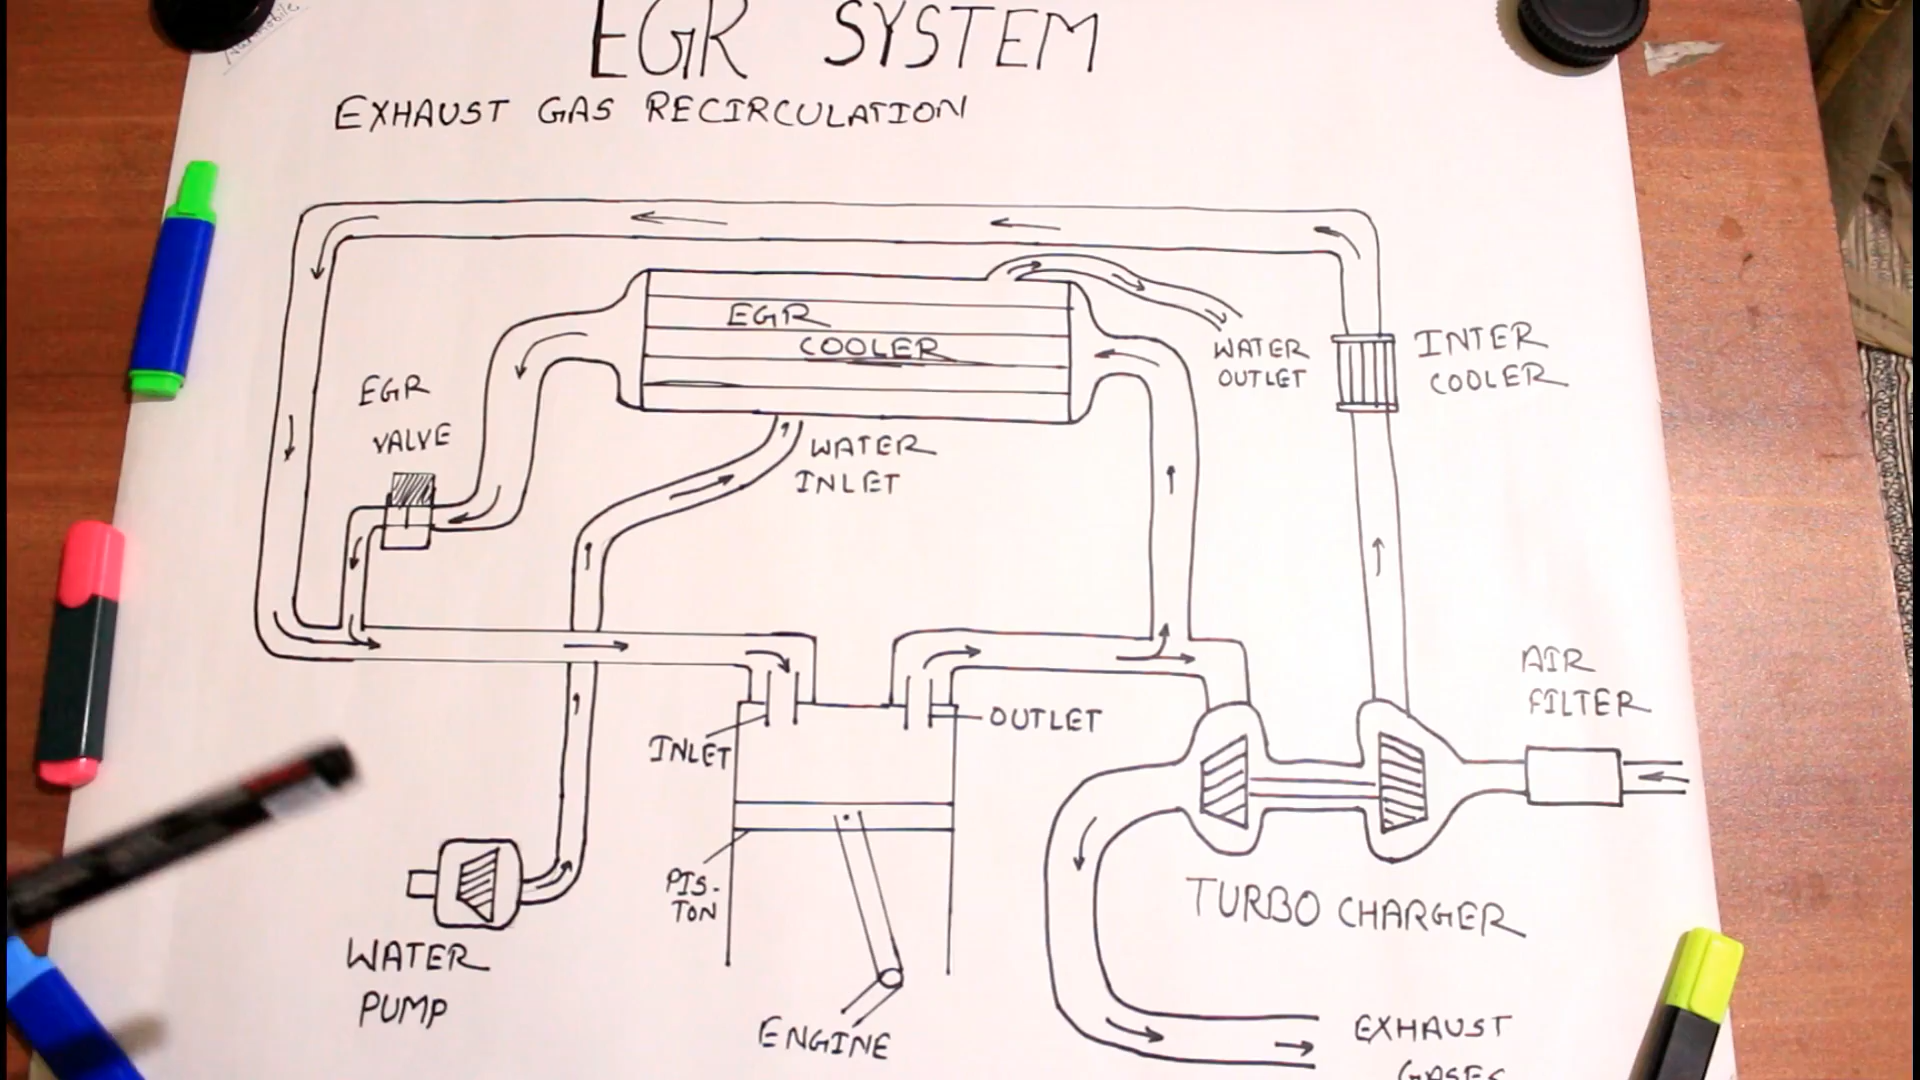 EGR SYSTEM
EXHAUST GAS RECIRCULATION
EGR
COOLER
WATER
OUTLET
INTER
COOLER
EGR
VALVE
WATER
INLET
AIR
FILTER
INLET
OUTLET
PIS-
TON
TURBO CHARGER
WATER
PUMP
ENGINE
EXHAUST
GASES